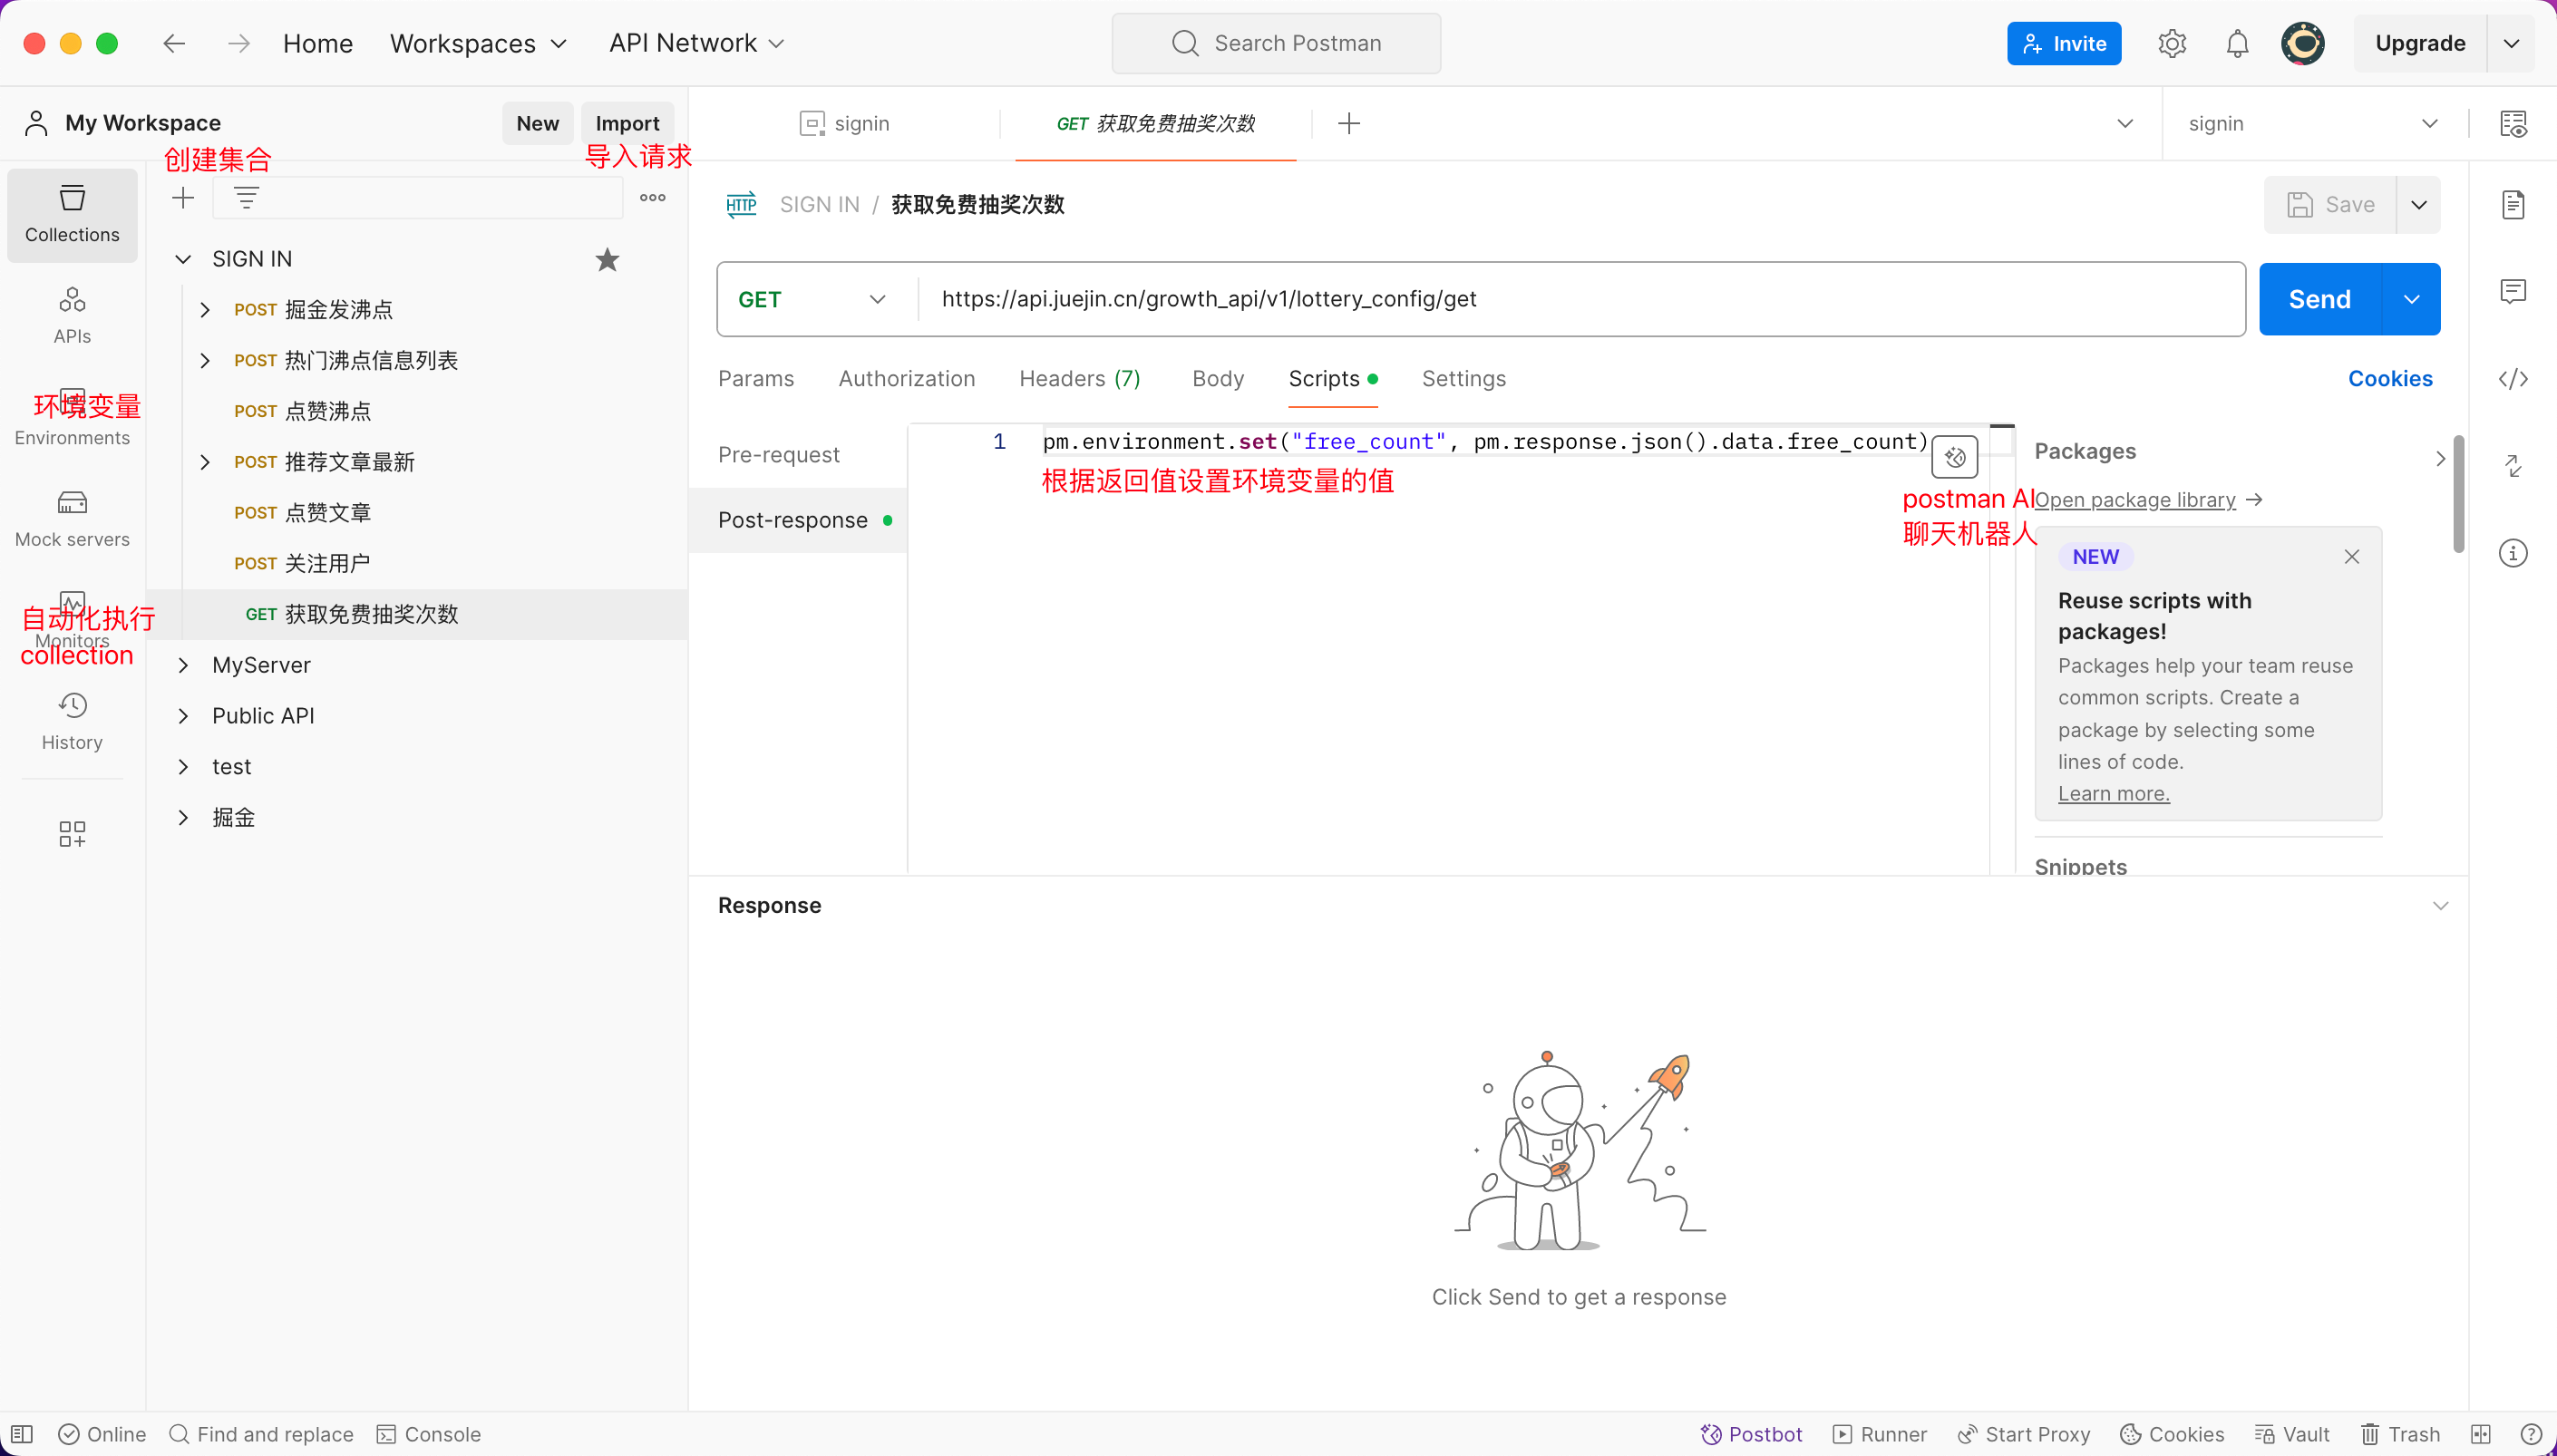 Home Workspaces API Network Search Postman Invite Upgrade
My Workspace New Import
创建集合 导入请求
signin GET 获取免费抽奖次数 signin
Collections
APIs
环境变量
Environments
Mock servers
自动化执行
Monitors
collection
History
SIGN IN
POST 掘金发沸点
POST 热门沸点信息列表
POST 点赞沸点
POST 推荐文章最新
POST 点赞文章
POST 关注用户
GET 获取免费抽奖次数
MyServer
Public API
test
掘金
HTTP SIGN IN / 获取免费抽奖次数 Save
GET https://api.juejin.cn/growth_api/v1/lottery_config/get Send
Params Authorization Headers (7) Body Scripts Settings Cookies
Pre-request
Post-response
1 pm.environment.set("free_count", pm.response.json().data.free_count)
根据返回值设置环境变量的值
postman AI
聊天机器人
Packages
Open package library →
NEW
Reuse scripts with
packages!
Packages help your team reuse
common scripts. Create a
package by selecting some
lines of code.
Learn more.
Snippets
Response
Click Send to get a response
Online Find and replace Console Postbot Runner Start Proxy Cookies Vault Trash